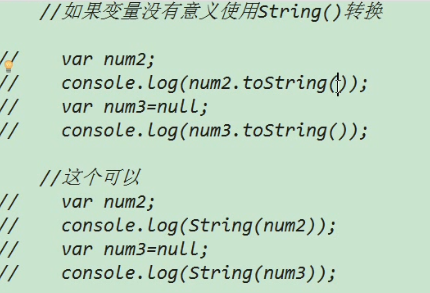 //如果变量没有意义使用String()转换
//    var num2;
//    console.log(num2.toString());
//    var num3=null;
//    console.log(num3.toString());
//这个可以
//    var num2;
//    console.log(String(num2));
//    var num3=null;
//    console.log(String(num3));